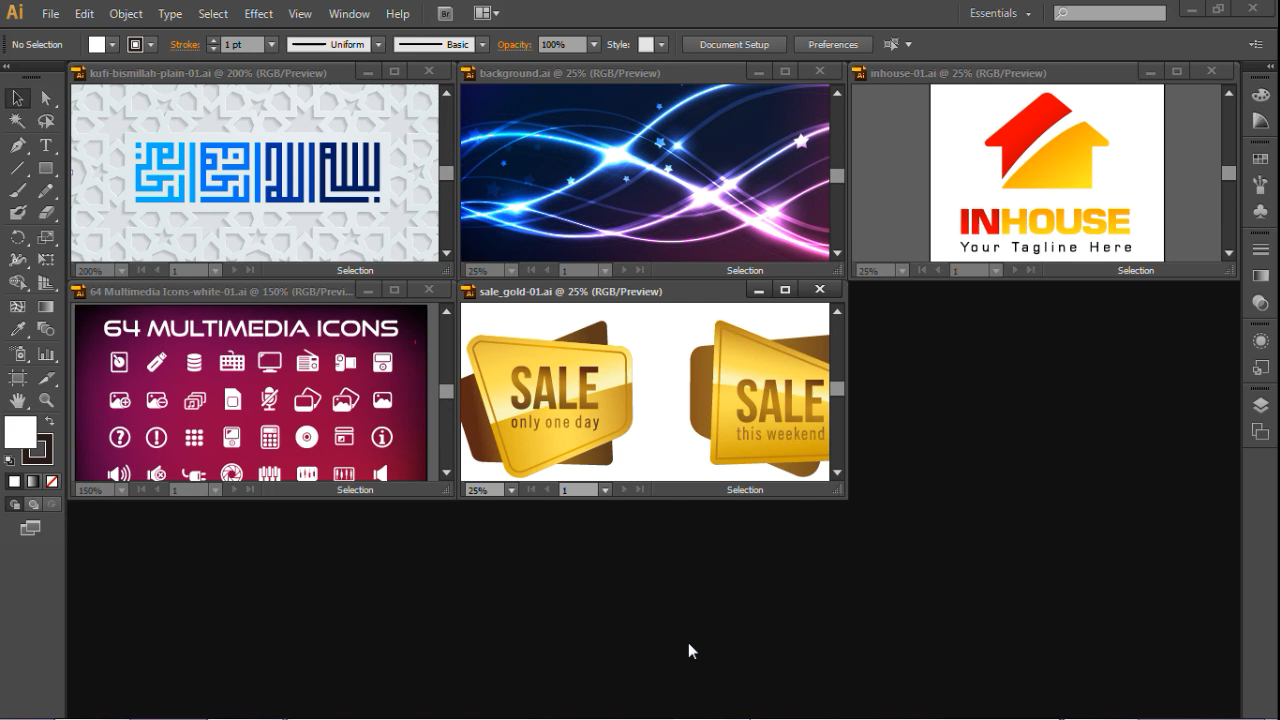 Ai File Edit Object Type Select Effect View Window Help Br Essentials
No Selection Stroke: 1 pt Uniform Basic Opacity: 100% Style: Document Setup Preferences
kufi-bismillah-plain-01.ai @ 200% (RGB/Preview)
background.ai @ 25% (RGB/Preview)
inhouse-01.ai @ 25% (RGB/Preview)
INHOUSE
Your Tagline Here
200% 1 Selection
25% 1 Selection
25% 1 Selection
64 Multimedia Icons-white-01.ai @ 150% (RGB/Previ...
sale_gold-01.ai @ 25% (RGB/Preview)
64 MULTIMEDIA ICONS
SALE
only one day
SALE
this weekend
150% 1 Selection
25% 1 Selection